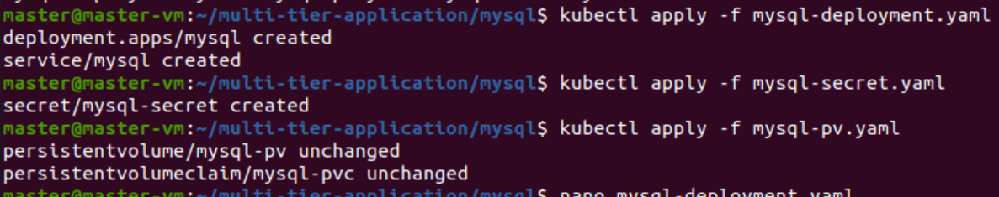 master@master-vm:~/multi-tier-application/mysql$ kubectl apply -f mysql-deployment.yaml
deployment.apps/mysql created
service/mysql created
master@master-vm:~/multi-tier-application/mysql$ kubectl apply -f mysql-secret.yaml
secret/mysql-secret created
master@master-vm:~/multi-tier-application/mysql$ kubectl apply -f mysql-pv.yaml
persistentvolume/mysql-pv unchanged
persistentvolumeclaim/mysql-pvc unchanged
master@master-vm:~/multi-tier-application/mysql$ nano mysql-deployment.yaml